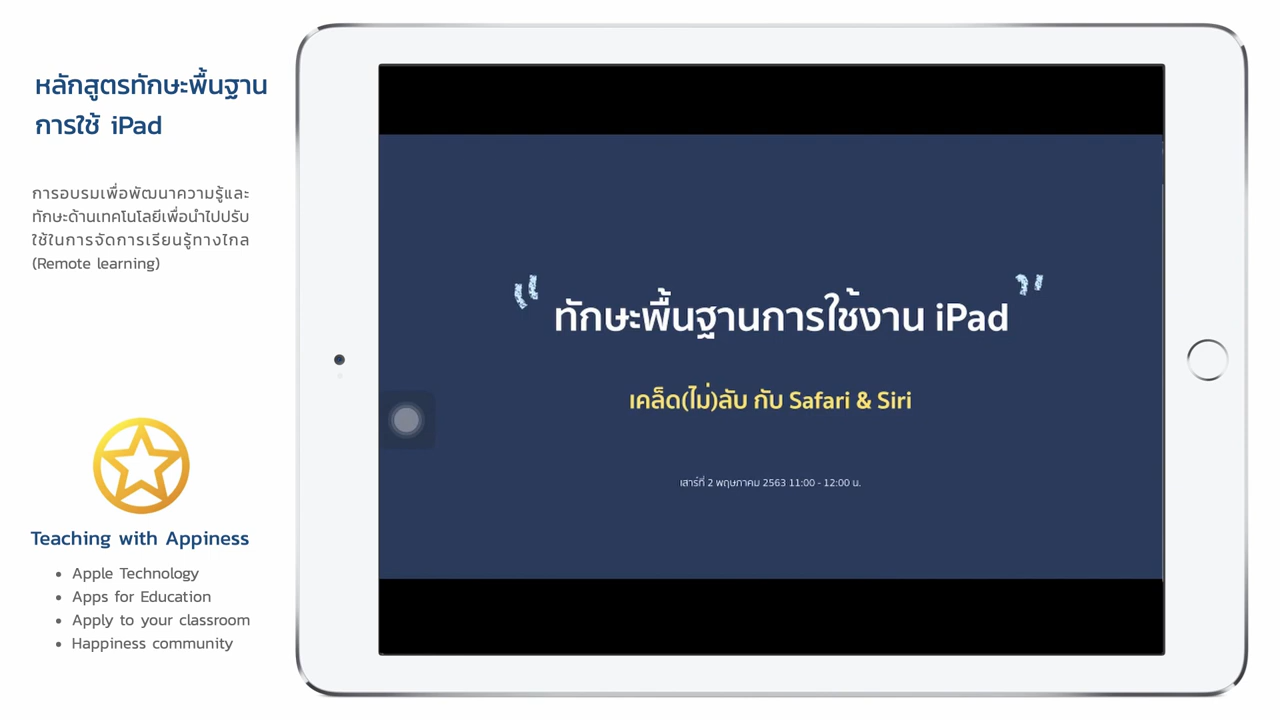 หลักสูตรทักษะพื้นฐาน
การใช้ iPad
การอบรมเพื่อพัฒนาความรู้และ
ทักษะด้านเทคโนโลยีเพื่อนำไปปรับ
ใช้ในการจัดการเรียนรู้ทางไกล
(Remote learning)
Teaching with Appiness
• Apple Technology
• Apps for Education
• Apply to your classroom
• Happiness community
“ ทักษะพื้นฐานการใช้งาน iPad ”
เคล็ด(ไม่)ลับ กับ Safari & Siri
เสาร์ที่ 2 พฤษภาคม 2563 11:00 - 12:00 น.